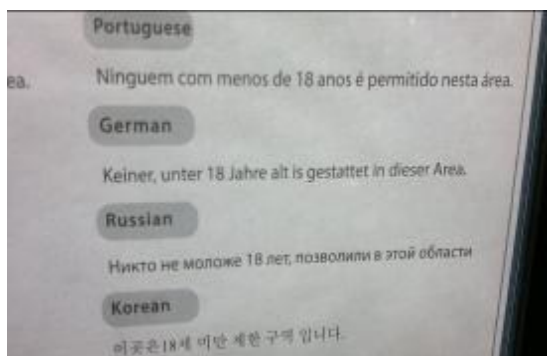 Portuguese
ea.
Ninguem com menos de 18 anos é permitido nesta área.
German
Keiner, unter 18 Jahre alt is gestattet in dieser Area.
Russian
Никто не моложе 18 лет, позволили в этой области
Korean
이곳은18세 미만 제한 구역 입니다.